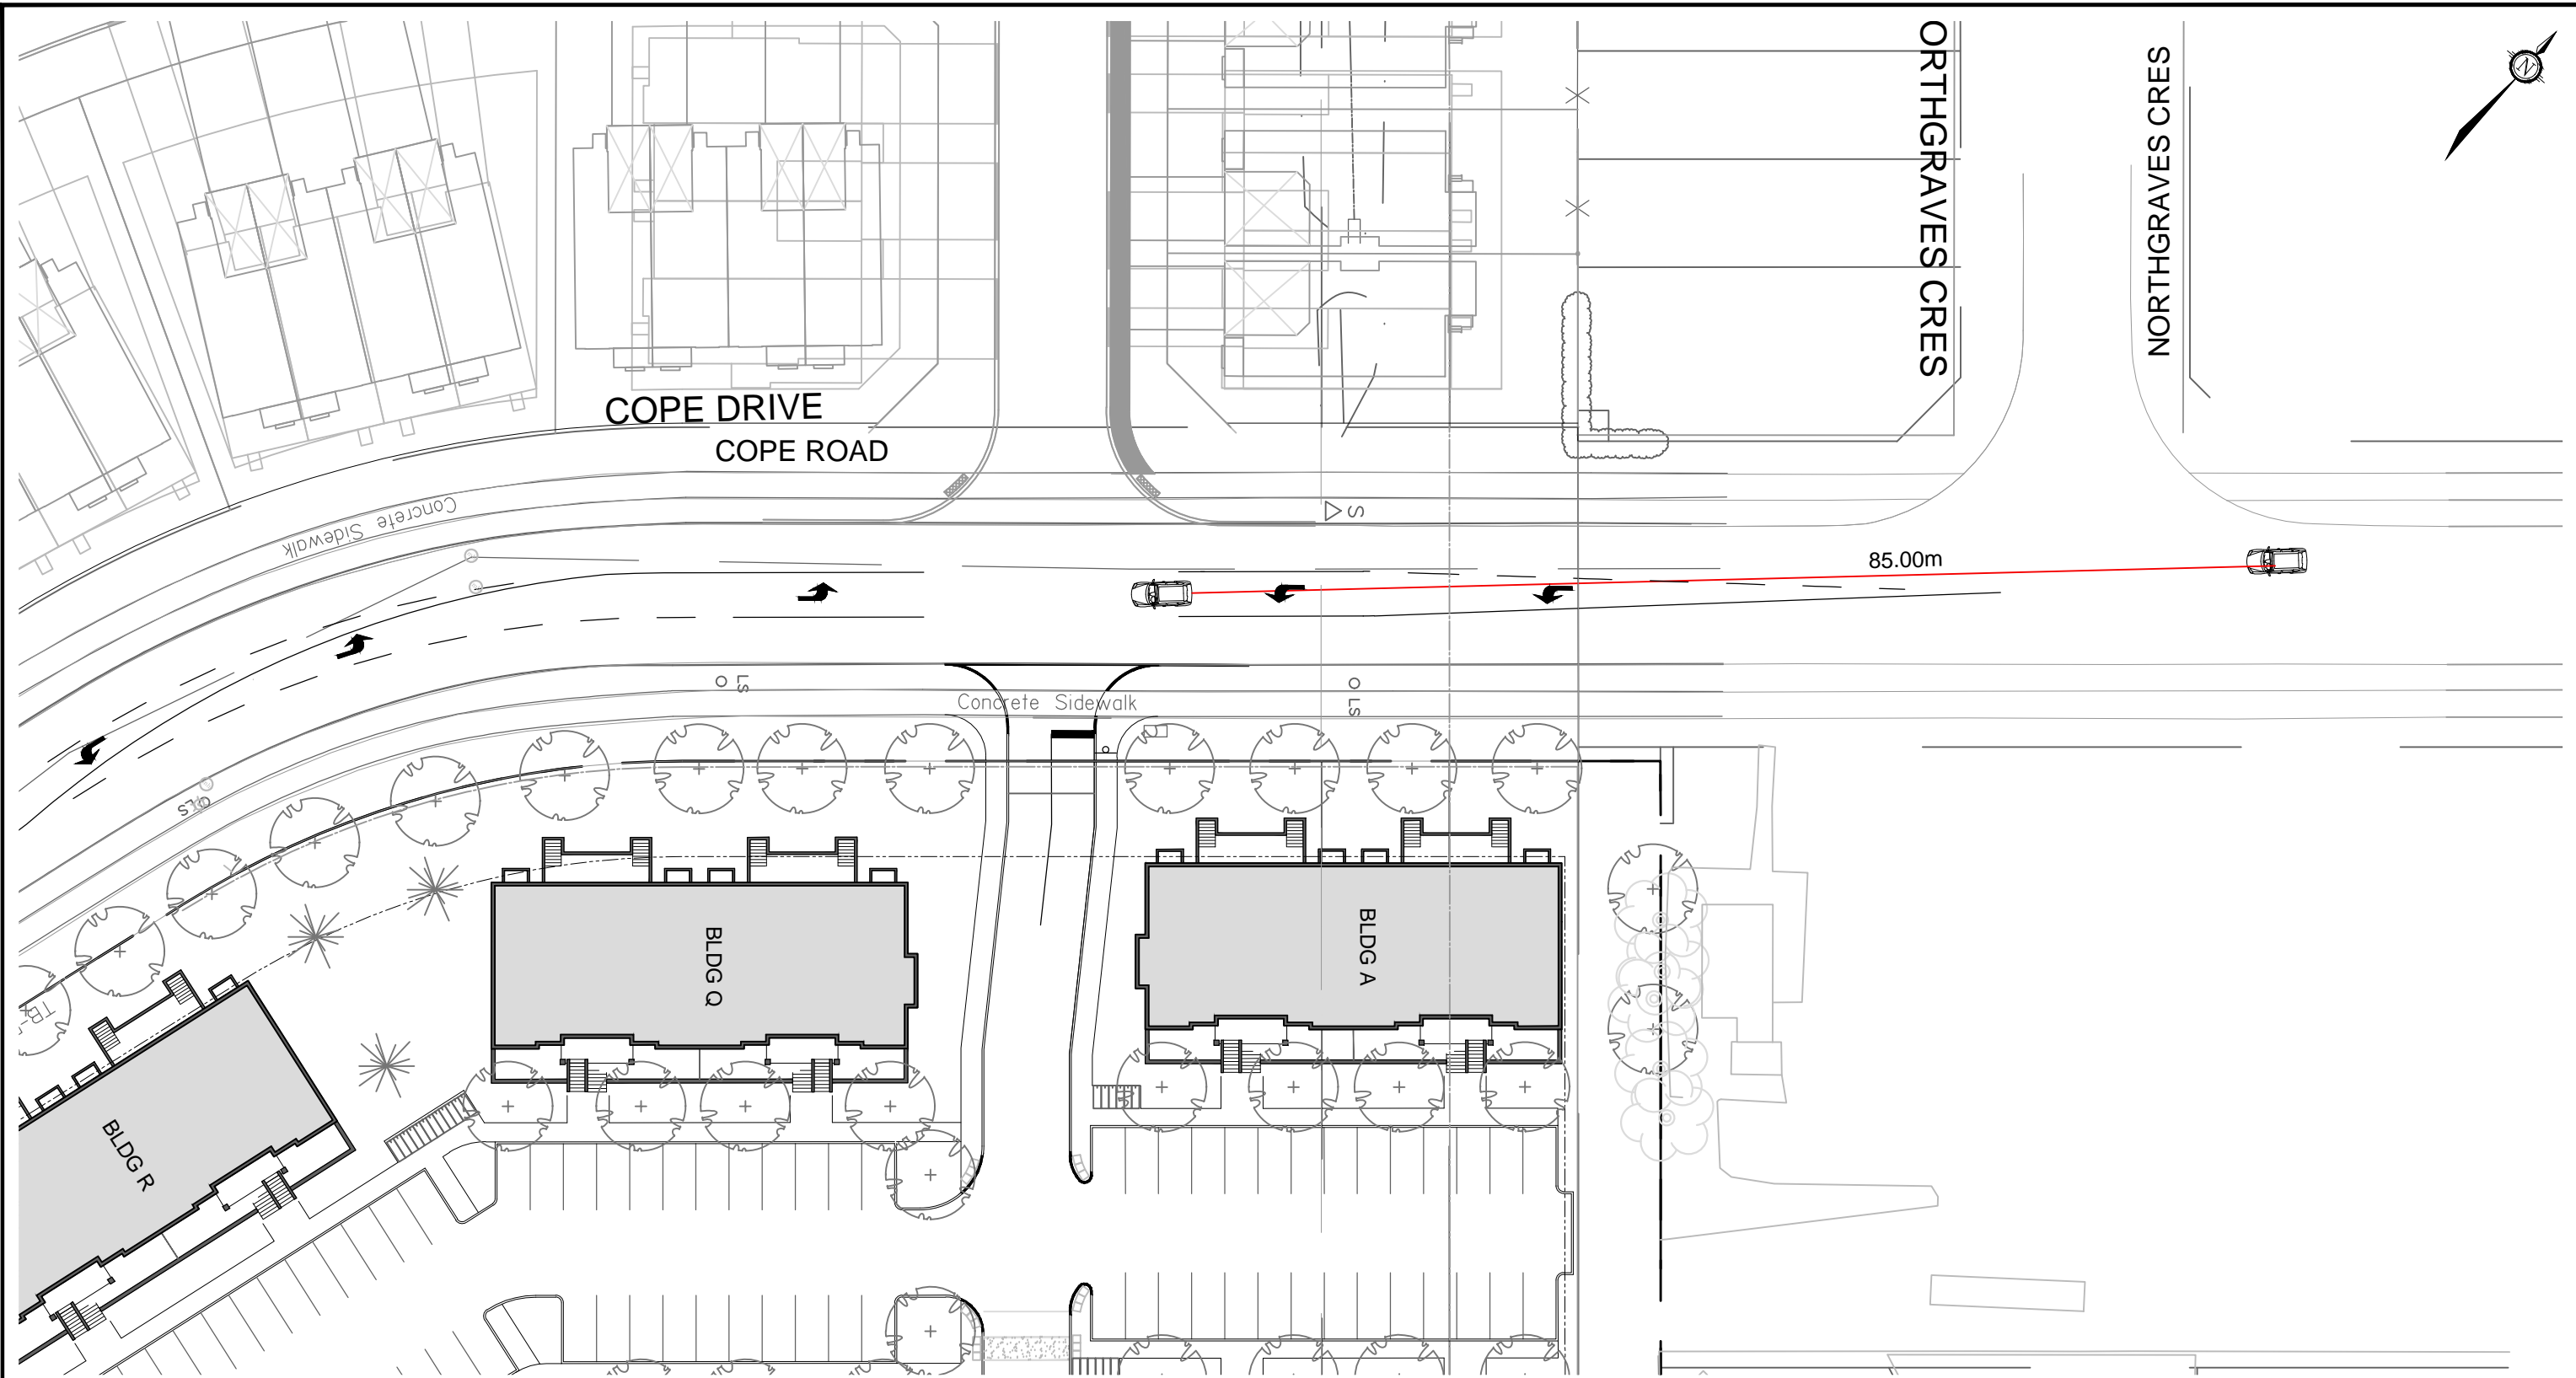 ORTHGRAVES CRES
NORTHGRAVES CRES
N
COPE DRIVE
COPE ROAD
Concrete Sidewalk
S
85.00m
LS
Concrete Sidewalk
LS
LS
BLDG Q
BLDG A
TB
BLDG R